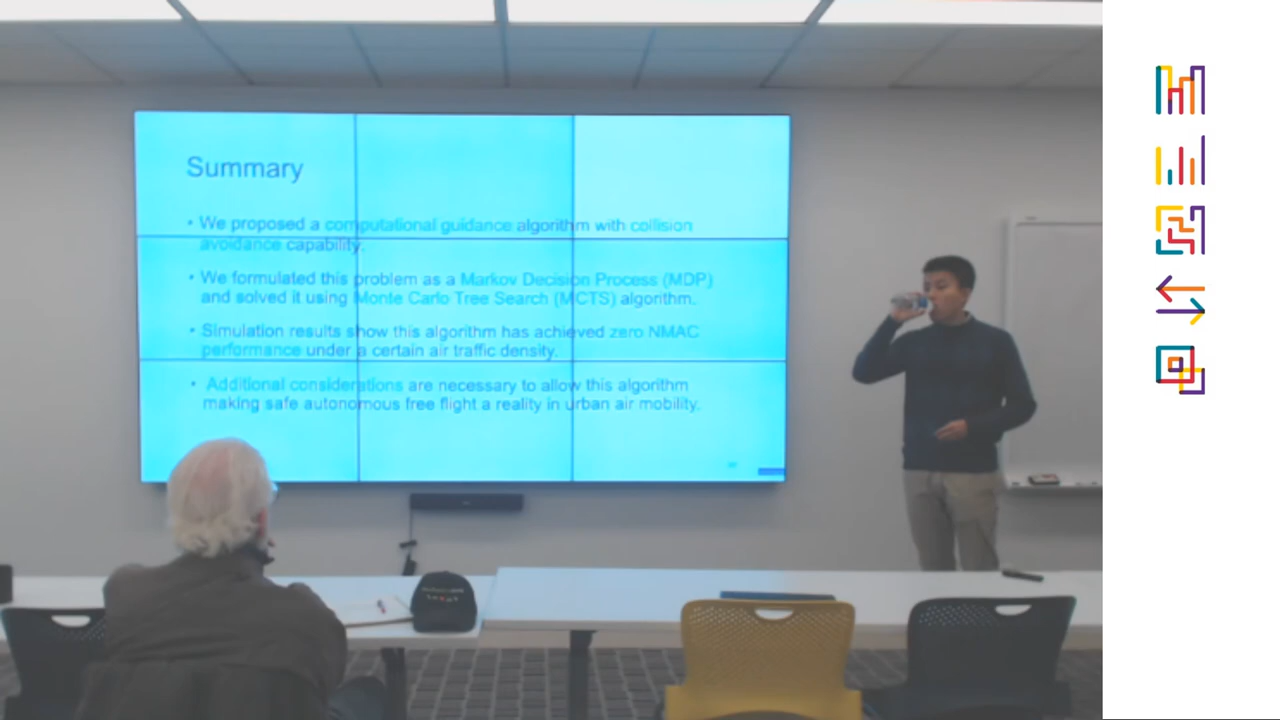 Summary
• We proposed a computational guidance algorithm with collision
avoidance capability.
• We formulated this problem as a Markov Decision Process (MDP)
and solved it using Monte Carlo Tree Search (MCTS) algorithm.
• Simulation results show this algorithm has achieved zero NMAC
performance under a certain air traffic density.
• Additional considerations are necessary to allow this algorithm
making safe autonomous free flight a reality in urban air mobility.